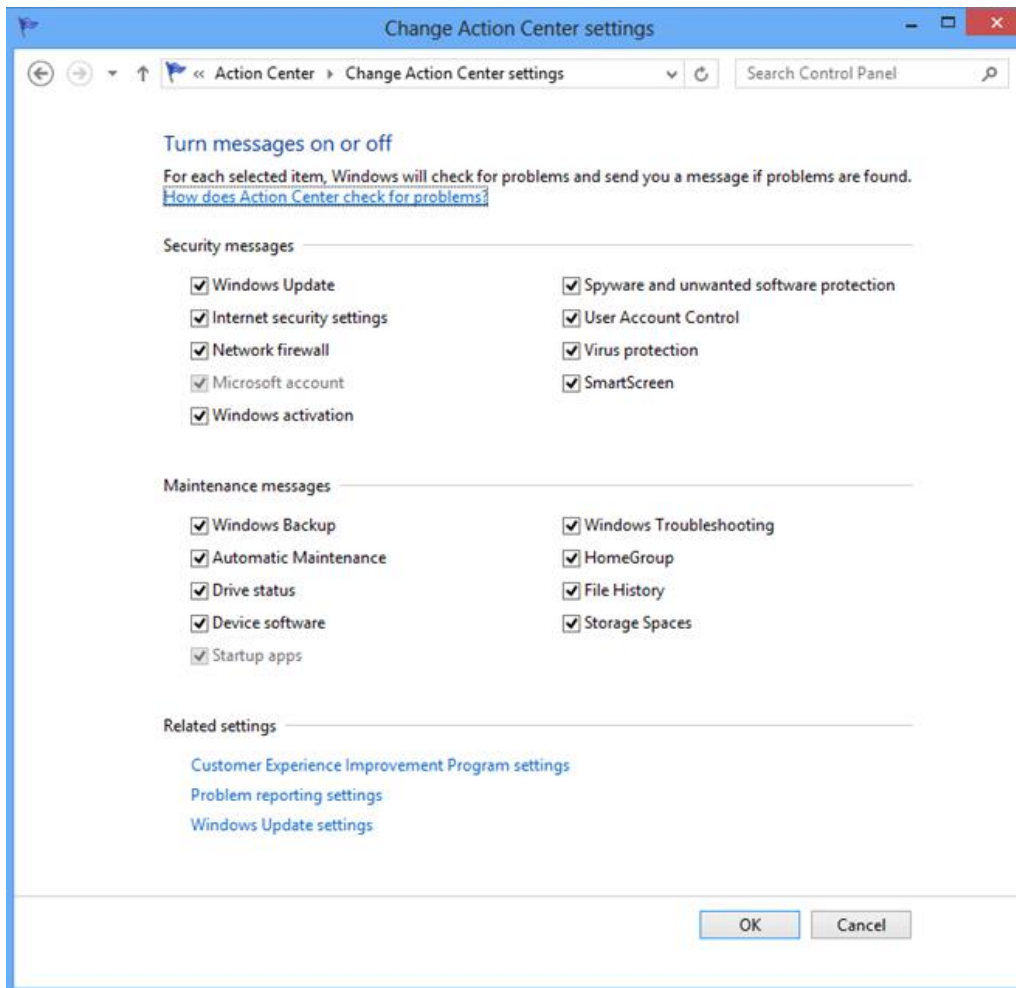 Change Action Center settings
« Action Center Change Action Center settings Search Control Panel
Turn messages on or off
For each selected item, Windows will check for problems and send you a message if problems are found.
How does Action Center check for problems?
Security messages
Windows Update
Internet security settings
Network firewall
Microsoft account
Windows activation
Spyware and unwanted software protection
User Account Control
Virus protection
SmartScreen
Maintenance messages
Windows Backup
Automatic Maintenance
Drive status
Device software
Startup apps
Windows Troubleshooting
HomeGroup
File History
Storage Spaces
Related settings
Customer Experience Improvement Program settings
Problem reporting settings
Windows Update settings
OK Cancel